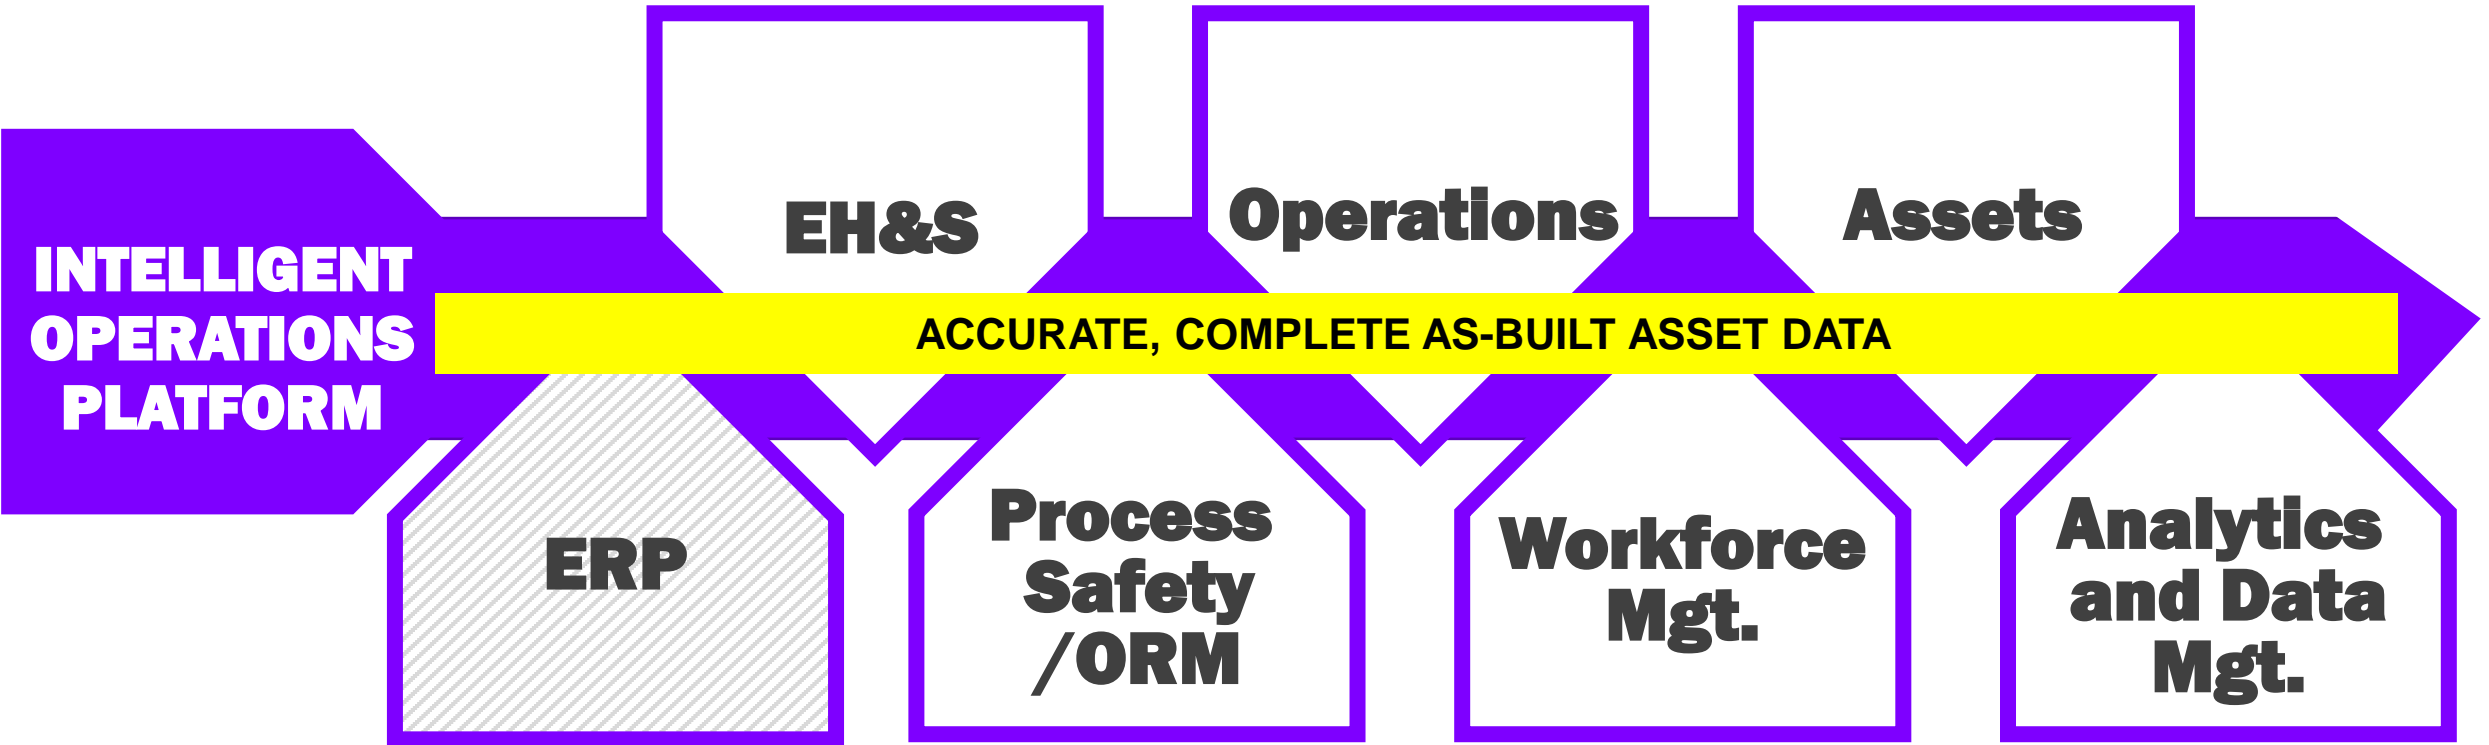 INTELLIGENT
OPERATIONS
PLATFORM
EH&S
Operations
Assets
ACCURATE, COMPLETE AS-BUILT ASSET DATA
ERP
Process
Safety
/ORM
Workforce
Mgt.
Analytics
and Data
Mgt.